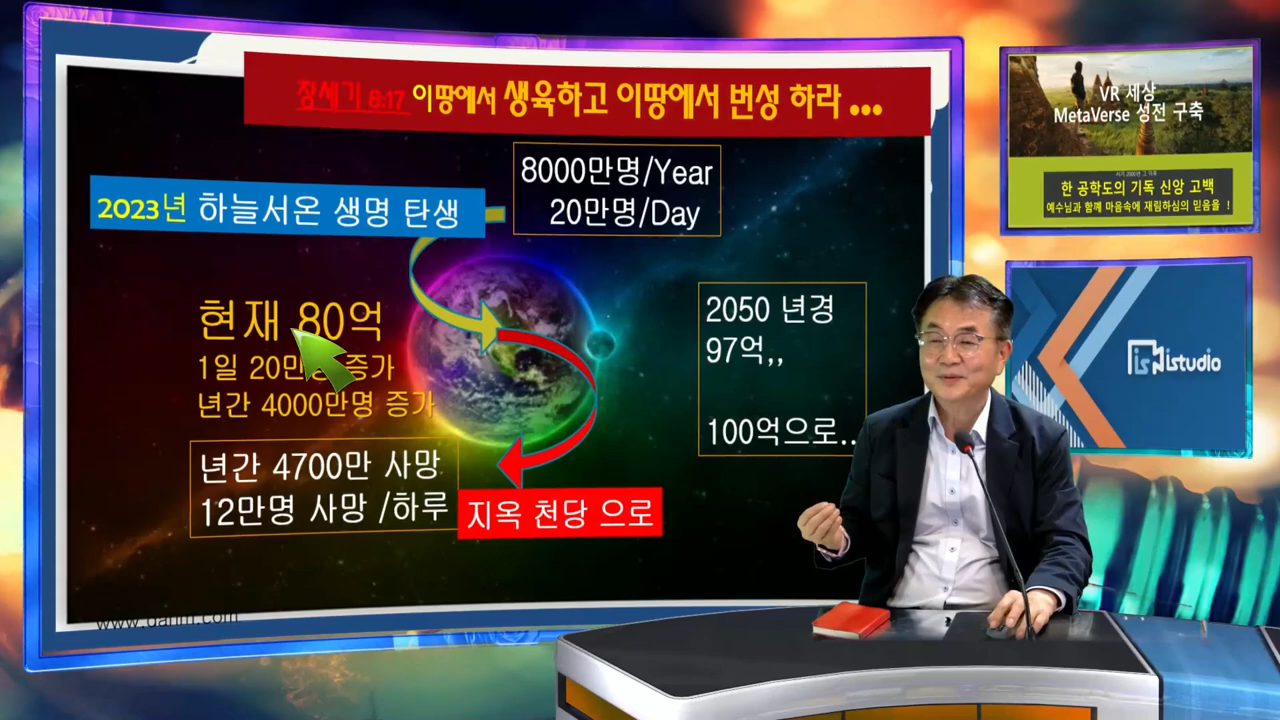 창세기 8:17 이땅에서 생육하고 이땅에서 번성 하라 ...
8000만명/Year
20만명/Day
2023년 하늘서온 생명 탄생
현재 80억
1일 20만명 증가
년간 4000만명 증가
년간 4700만 사망
12만명 사망 /하루
지옥 천당 으로
2050 년경
97억,,
100억으로..
VR 세상
MetaVerse 성전 구축
한 공학도의 기독 신앙 고백
예수님과 함께 마음속에 재림하심의 믿음을 !
is istudio